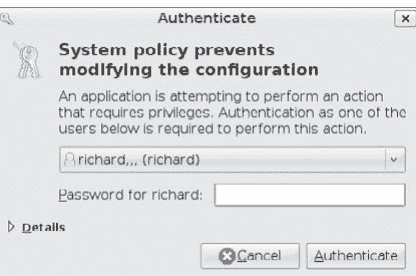 Authenticate
System policy prevents
modifying the configuration
An application is attempting to perform an action
that requires privileges. Authentication as one of the
users below is required to perform this action.
richard,,, (richard)
Password for richard:
Details
Cancel
Authenticate